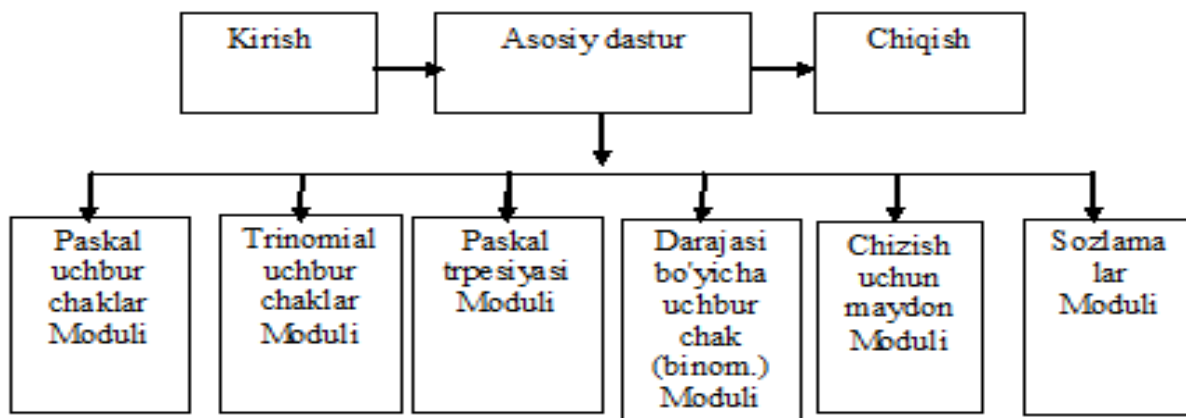 Kirish
Asosiy dastur
Chiqish
Paskal
uchbur
chaklar
Moduli
Trinomial
uchbur
chaklar
Moduli
Paskal
trpesiyasi
Moduli
Darajasi
bo'yicha
uchbur
chak
(binom.)
Moduli
Chizish
uchun
maydon
Moduli
Sozlama
lar
Moduli